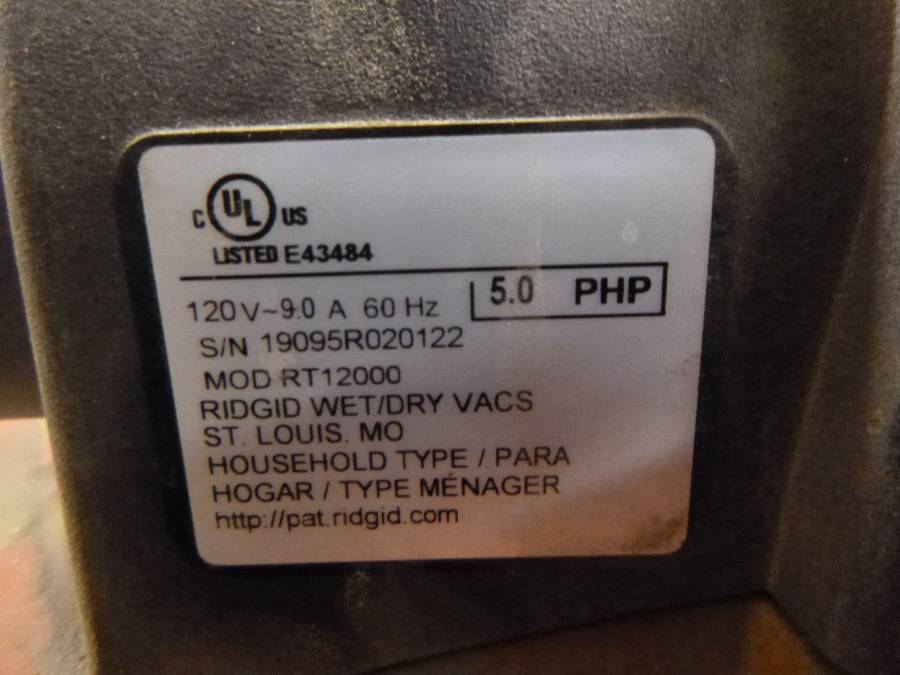 C UL US
LISTED E43484
120V~9.0 A 60 Hz 5.0 PHP
S/N 19095R020122
MOD RT12000
RIDGID WET/DRY VACS
ST. LOUIS, MO
HOUSEHOLD TYPE / PARA
HOGAR / TYPE MÉNAGER
http://pat.ridgid.com